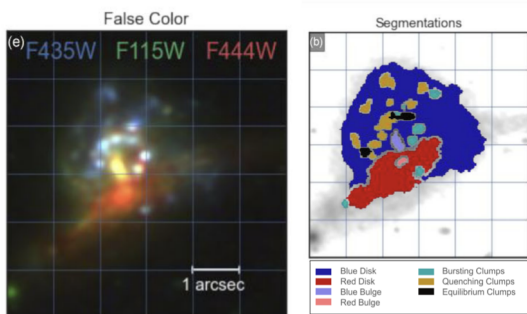 False Color
(e) F435W F115W F444W
1 arcsec
Segmentations
(b)
Blue Disk
Red Disk
Blue Bulge
Red Bulge
Bursting Clumps
Quenching Clumps
Equilibrium Clumps